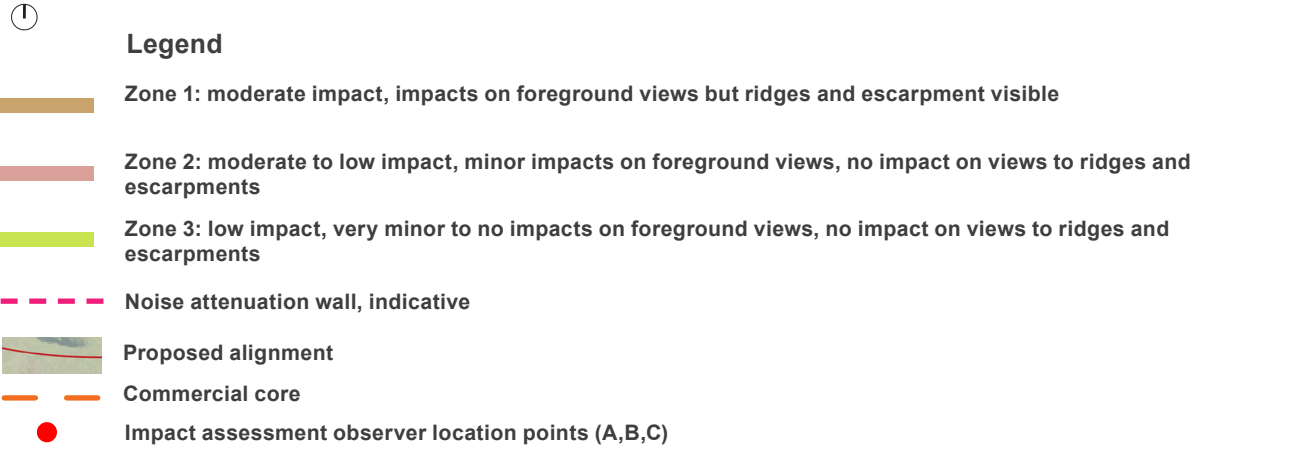 Legend
Zone 1: moderate impact, impacts on foreground views but ridges and escarpment visible
Zone 2: moderate to low impact, minor impacts on foreground views, no impact on views to ridges and
escarpments
Zone 3: low impact, very minor to no impacts on foreground views, no impact on views to ridges and
escarpments
Noise attenuation wall, indicative
Proposed alignment
Commercial core
Impact assessment observer location points (A,B,C)